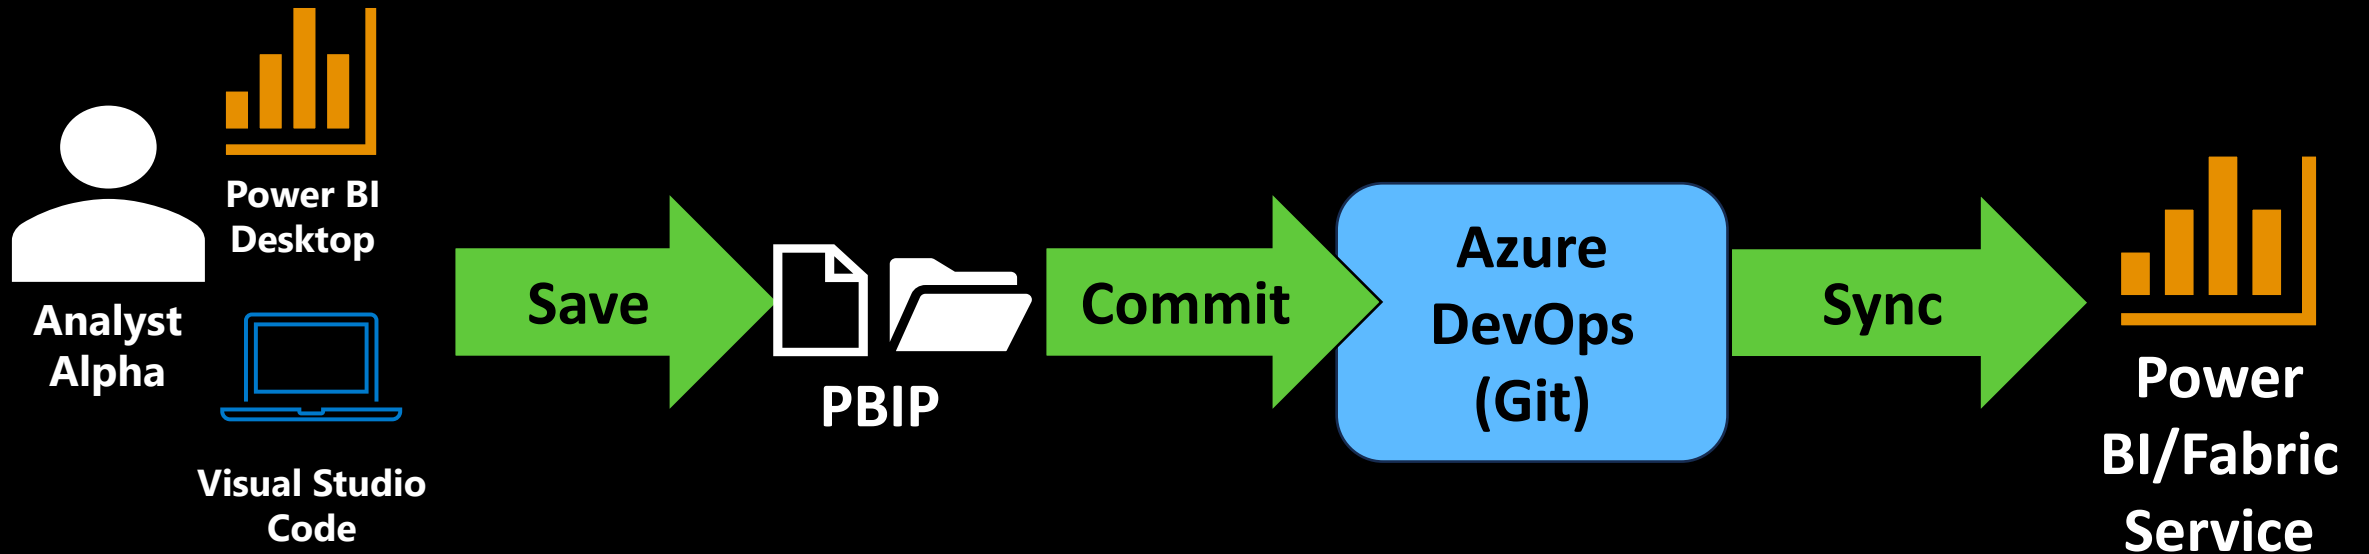 Analyst
Alpha
Power BI
Desktop
Visual Studio
Code
Save
PBIP
Commit
Azure
DevOps
(Git)
Sync
Power
BI/Fabric
Service